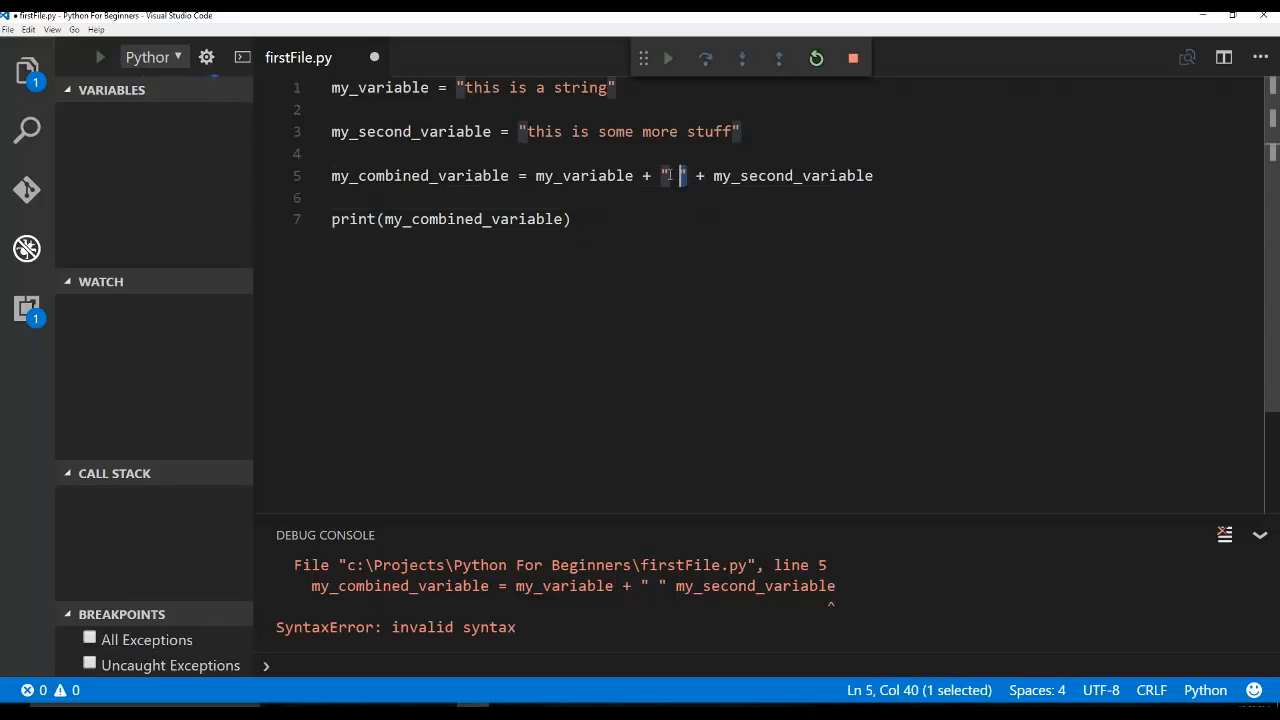 ● firstFile.py - Python For Beginners - Visual Studio Code
File Edit View Go Help
Python ▼
firstFile.py ●
1 my_variable = "this is a string"
2
3 my_second_variable = "this is some more stuff"
4
5 my_combined_variable = my_variable + " " + my_second_variable
6
7 print(my_combined_variable)
1
1
VARIABLES
WATCH
CALL STACK
BREAKPOINTS
All Exceptions
Uncaught Exceptions
DEBUG CONSOLE
File "c:\Projects\Python For Beginners\firstFile.py", line 5
my_combined_variable = my_variable + " " my_second_variable
^
SyntaxError: invalid syntax
›
0 0 Ln 5, Col 40 (1 selected) Spaces: 4 UTF-8 CRLF Python